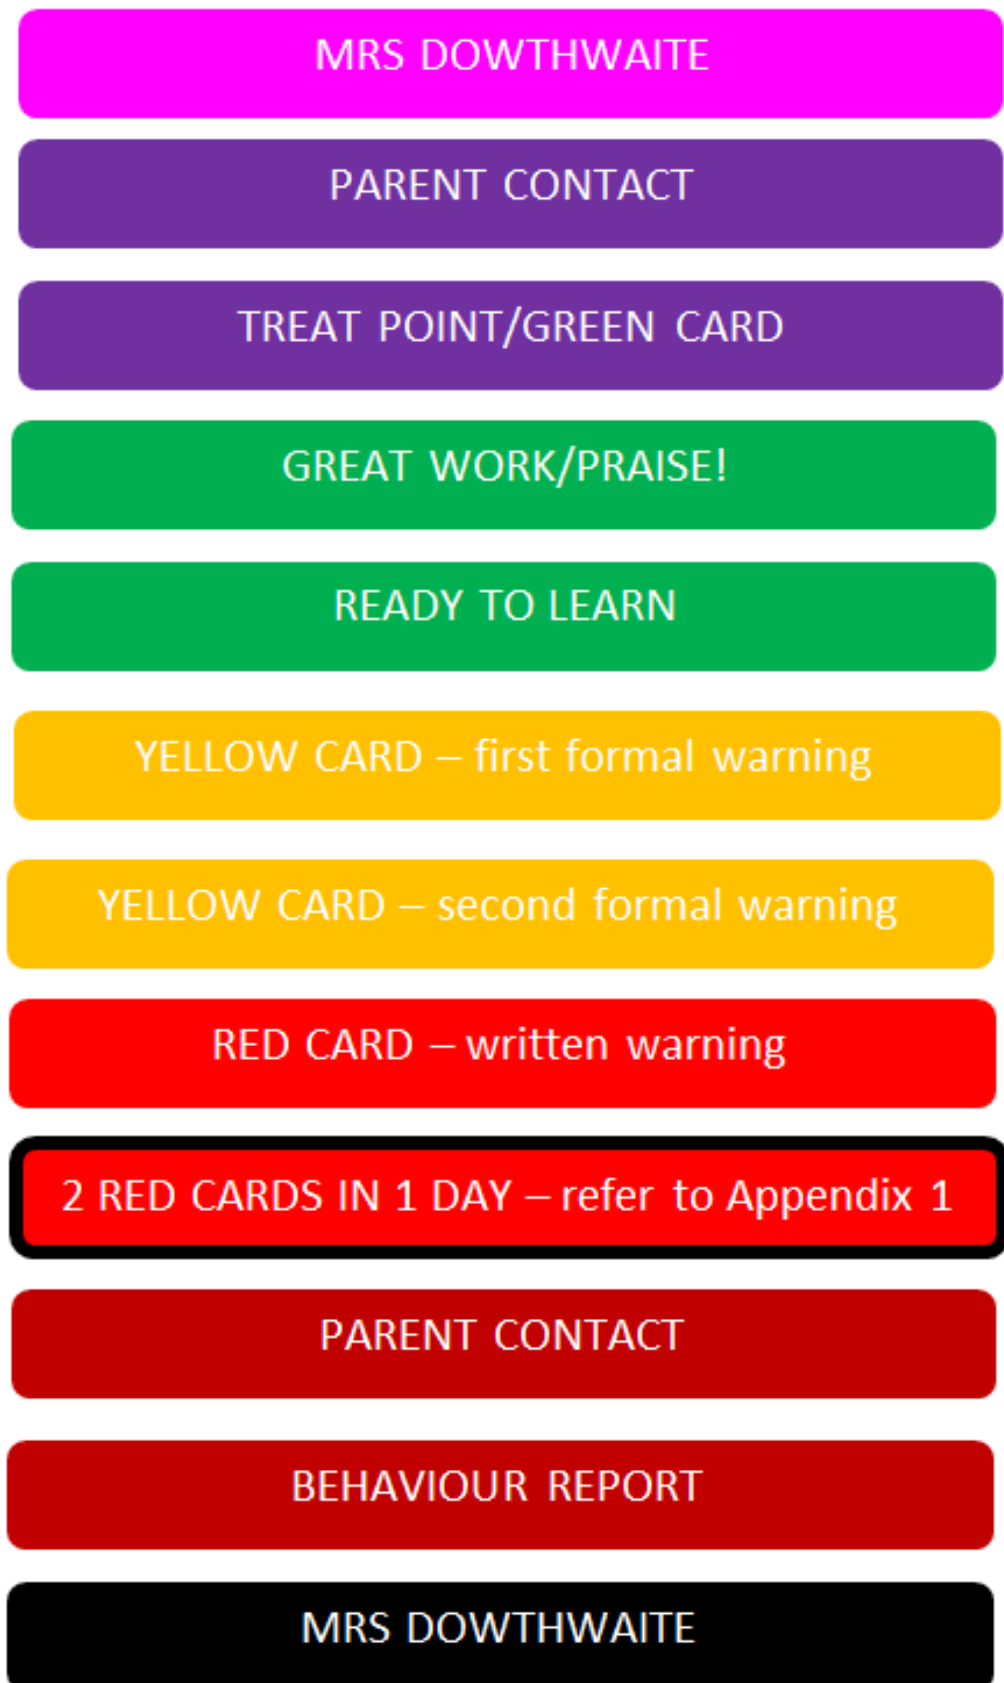 MRS DOWTHWAITE
PARENT CONTACT
TREAT POINT/GREEN CARD
GREAT WORK/PRAISE!
READY TO LEARN
YELLOW CARD – first formal warning
YELLOW CARD – second formal warning
RED CARD – written warning
2 RED CARDS IN 1 DAY – refer to Appendix 1
PARENT CONTACT
BEHAVIOUR REPORT
MRS DOWTHWAITE